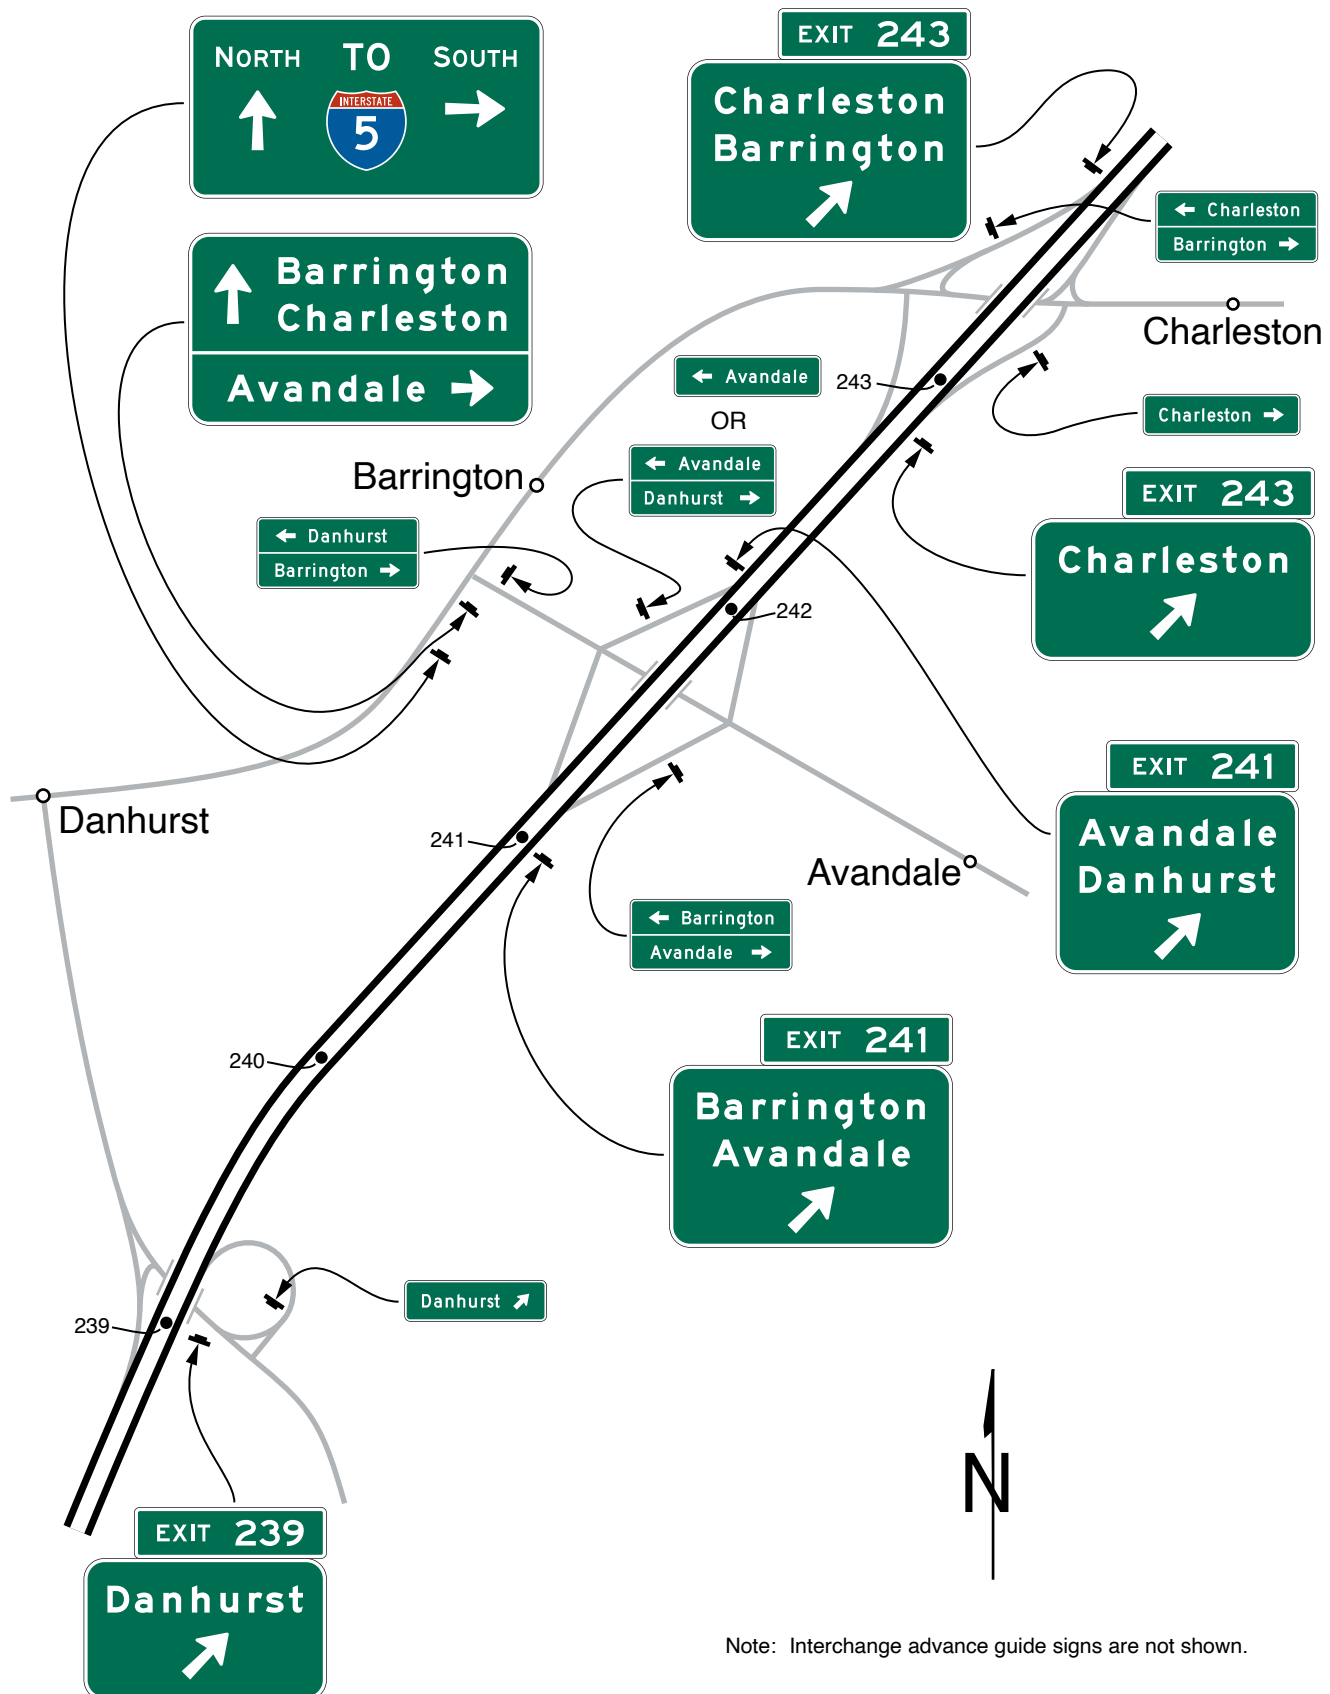 NORTH TO SOUTH
INTERSTATE
5
EXIT 243
Charleston
Barrington
Charleston
Barrington
Barrington
Charleston
Avandale
Charleston
Avandale
243
OR
Charleston
Barrington
Avandale
Danhurst
EXIT 243
Charleston
Danhurst
Barrington
242
EXIT 241
Avandale
Danhurst
Danhurst
241
Avandale
Barrington
Avandale
EXIT 241
Barrington
Avandale
240
Danhurst
239
N
EXIT 239
Danhurst
Note: Interchange advance guide signs are not shown.